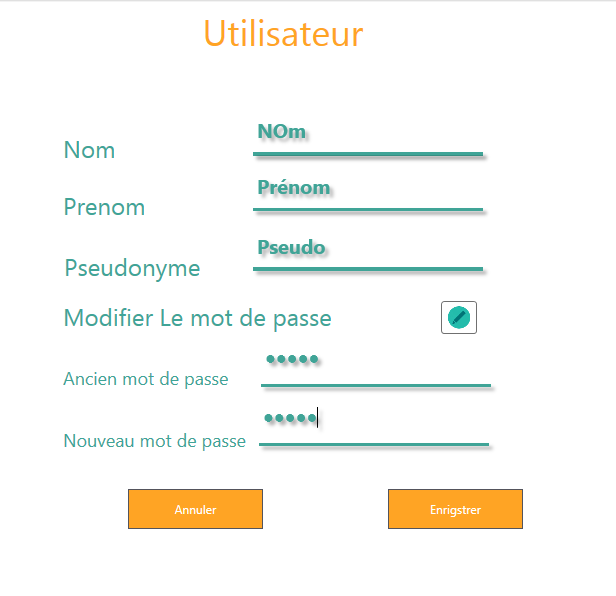 Utilisateur
Nom NOm
Prenom Prénom
Pseudonyme Pseudo
Modifier Le mot de passe
Ancien mot de passe •••••
Nouveau mot de passe •••••
Annuler Enrigstrer